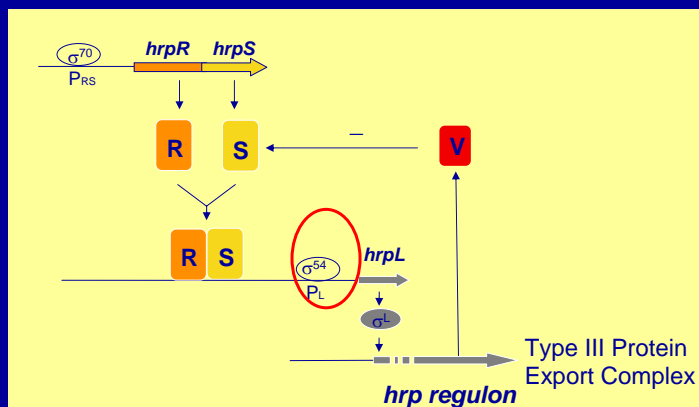 hrpR hrpS
σ70
PRS
R S – V
R S
σ54 hrpL
PL
σL
Type III Protein
Export Complex
hrp regulon